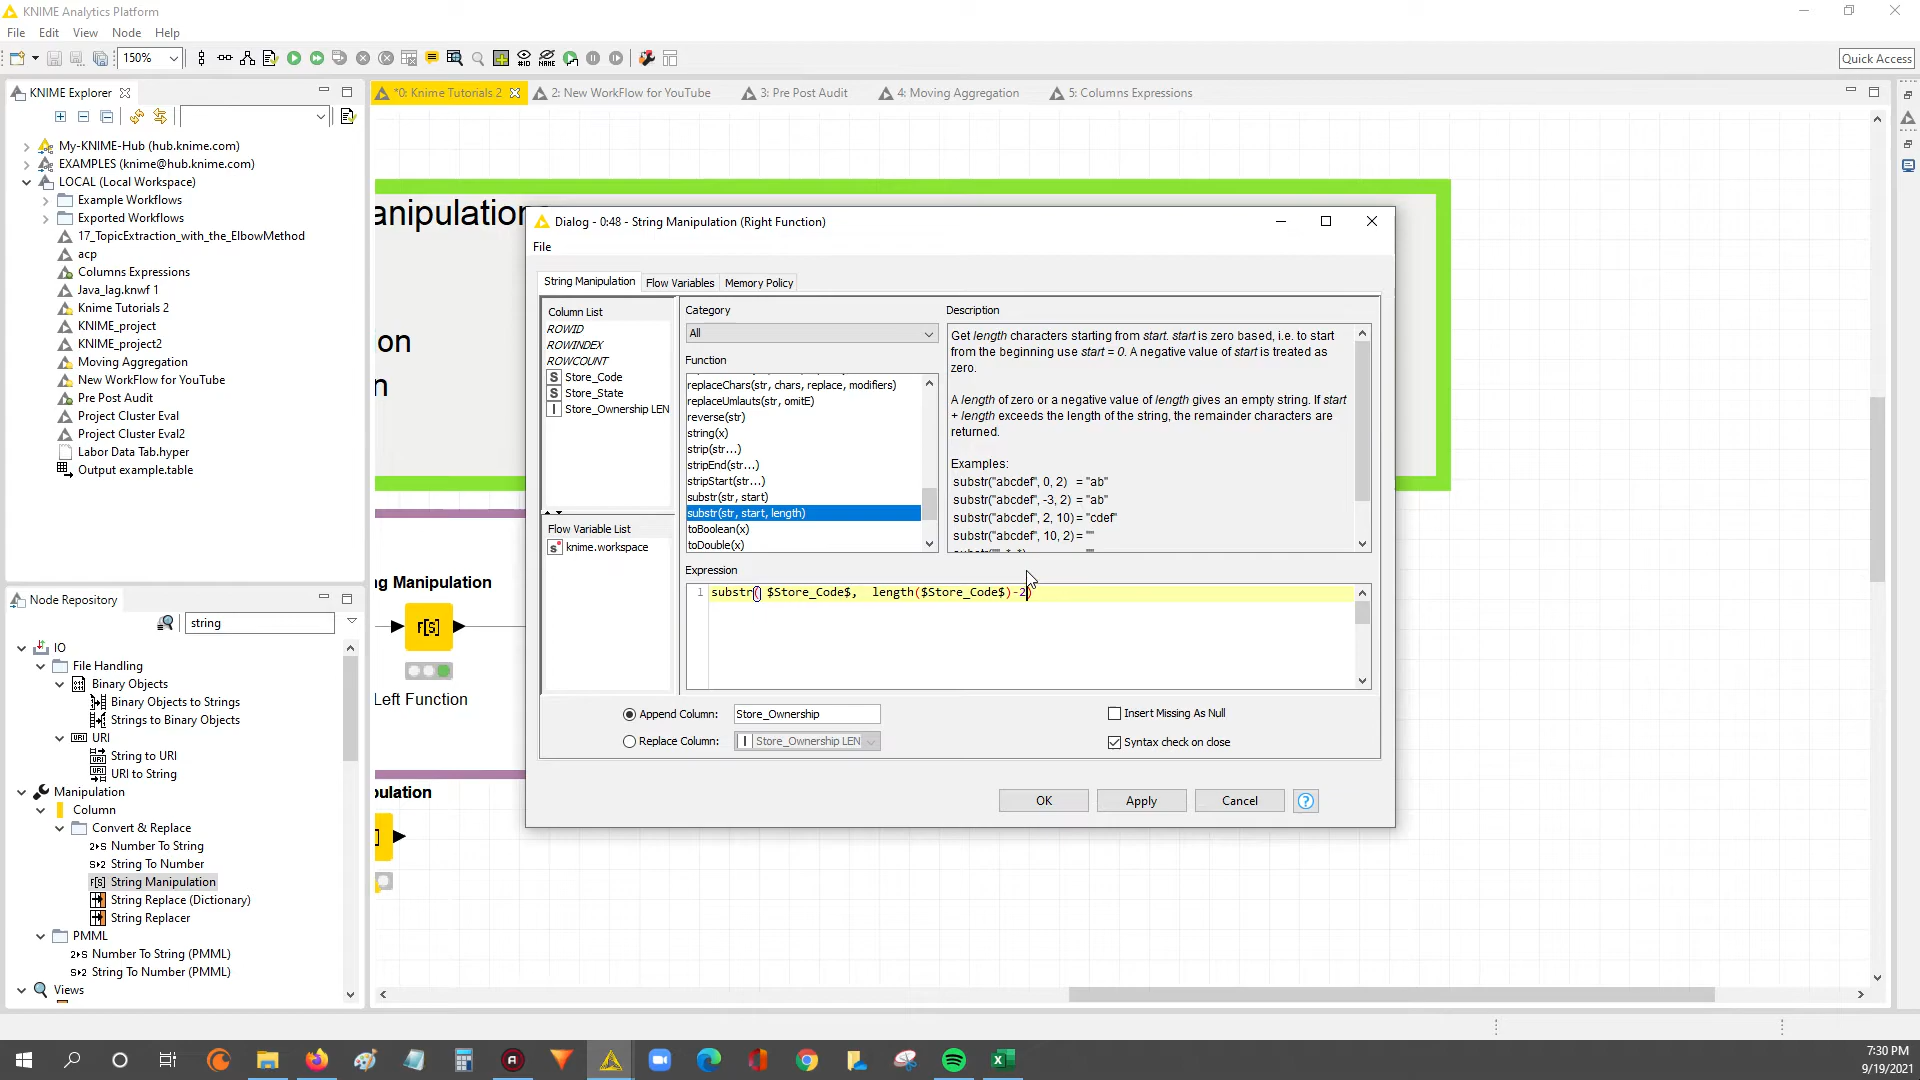 KNIME Analytics Platform
File Edit View Node Help
150%
Quick Access
KNIME Explorer
*0: Knime Tutorials 2
2: New WorkFlow for YouTube
3: Pre Post Audit
4: Moving Aggregation
5: Columns Expressions
My-KNIME-Hub (hub.knime.com)
EXAMPLES (knime@hub.knime.com)
LOCAL (Local Workspace)
Example Workflows
Exported Workflows
17_TopicExtraction_with_the_ElbowMethod
acp
Columns Expressions
Java_lag.knwf 1
Knime Tutorials 2
KNIME_project
KNIME_project2
Moving Aggregation
New WorkFlow for YouTube
Pre Post Audit
Project Cluster Eval
Project Cluster Eval2
Labor Data Tab.hyper
Output example.table
Node Repository
string
IO
File Handling
Binary Objects
Binary Objects to Strings
Strings to Binary Objects
URI
String to URI
URI to String
Manipulation
Column
Convert & Replace
Number To String
String To Number
String Manipulation
String Replace (Dictionary)
String Replacer
PMML
Number To String (PMML)
String To Number (PMML)
Views
anipulation
on
n
ng Manipulation
r[s]
Left Function
pulation
Dialog - 0:48 - String Manipulation (Right Function)
File
String Manipulation
Flow Variables
Memory Policy
Column List
ROWID
ROWINDEX
ROWCOUNT
S Store_Code
S Store_State
I Store_Ownership LEN
Flow Variable List
s knime.workspace
Category
All
Function
replaceChars(str, chars, replace, modifiers)
replaceUmlauts(str, omitE)
reverse(str)
string(x)
strip(str...)
stripEnd(str...)
stripStart(str...)
substr(str, start)
substr(str, start, length)
toBoolean(x)
toDouble(x)
Description
Get length characters starting from start. start is zero based, i.e. to start
from the beginning use start = 0. A negative value of start is treated as
zero.
A length of zero or a negative value of length gives an empty string. If start
+ length exceeds the length of the string, the remainder characters are
returned.
Examples:
substr("abcdef", 0, 2) = "ab"
substr("abcdef", -3, 2) = "ab"
substr("abcdef", 2, 10) = "cdef"
substr("abcdef", 10, 2) = ""
Expression
1 substr( $Store_Code$, length($Store_Code$)-2)
Append Column: Store_Ownership
Replace Column: I Store_Ownership LEN
Insert Missing As Null
Syntax check on close
OK
Apply
Cancel
7:30 PM
9/19/2021